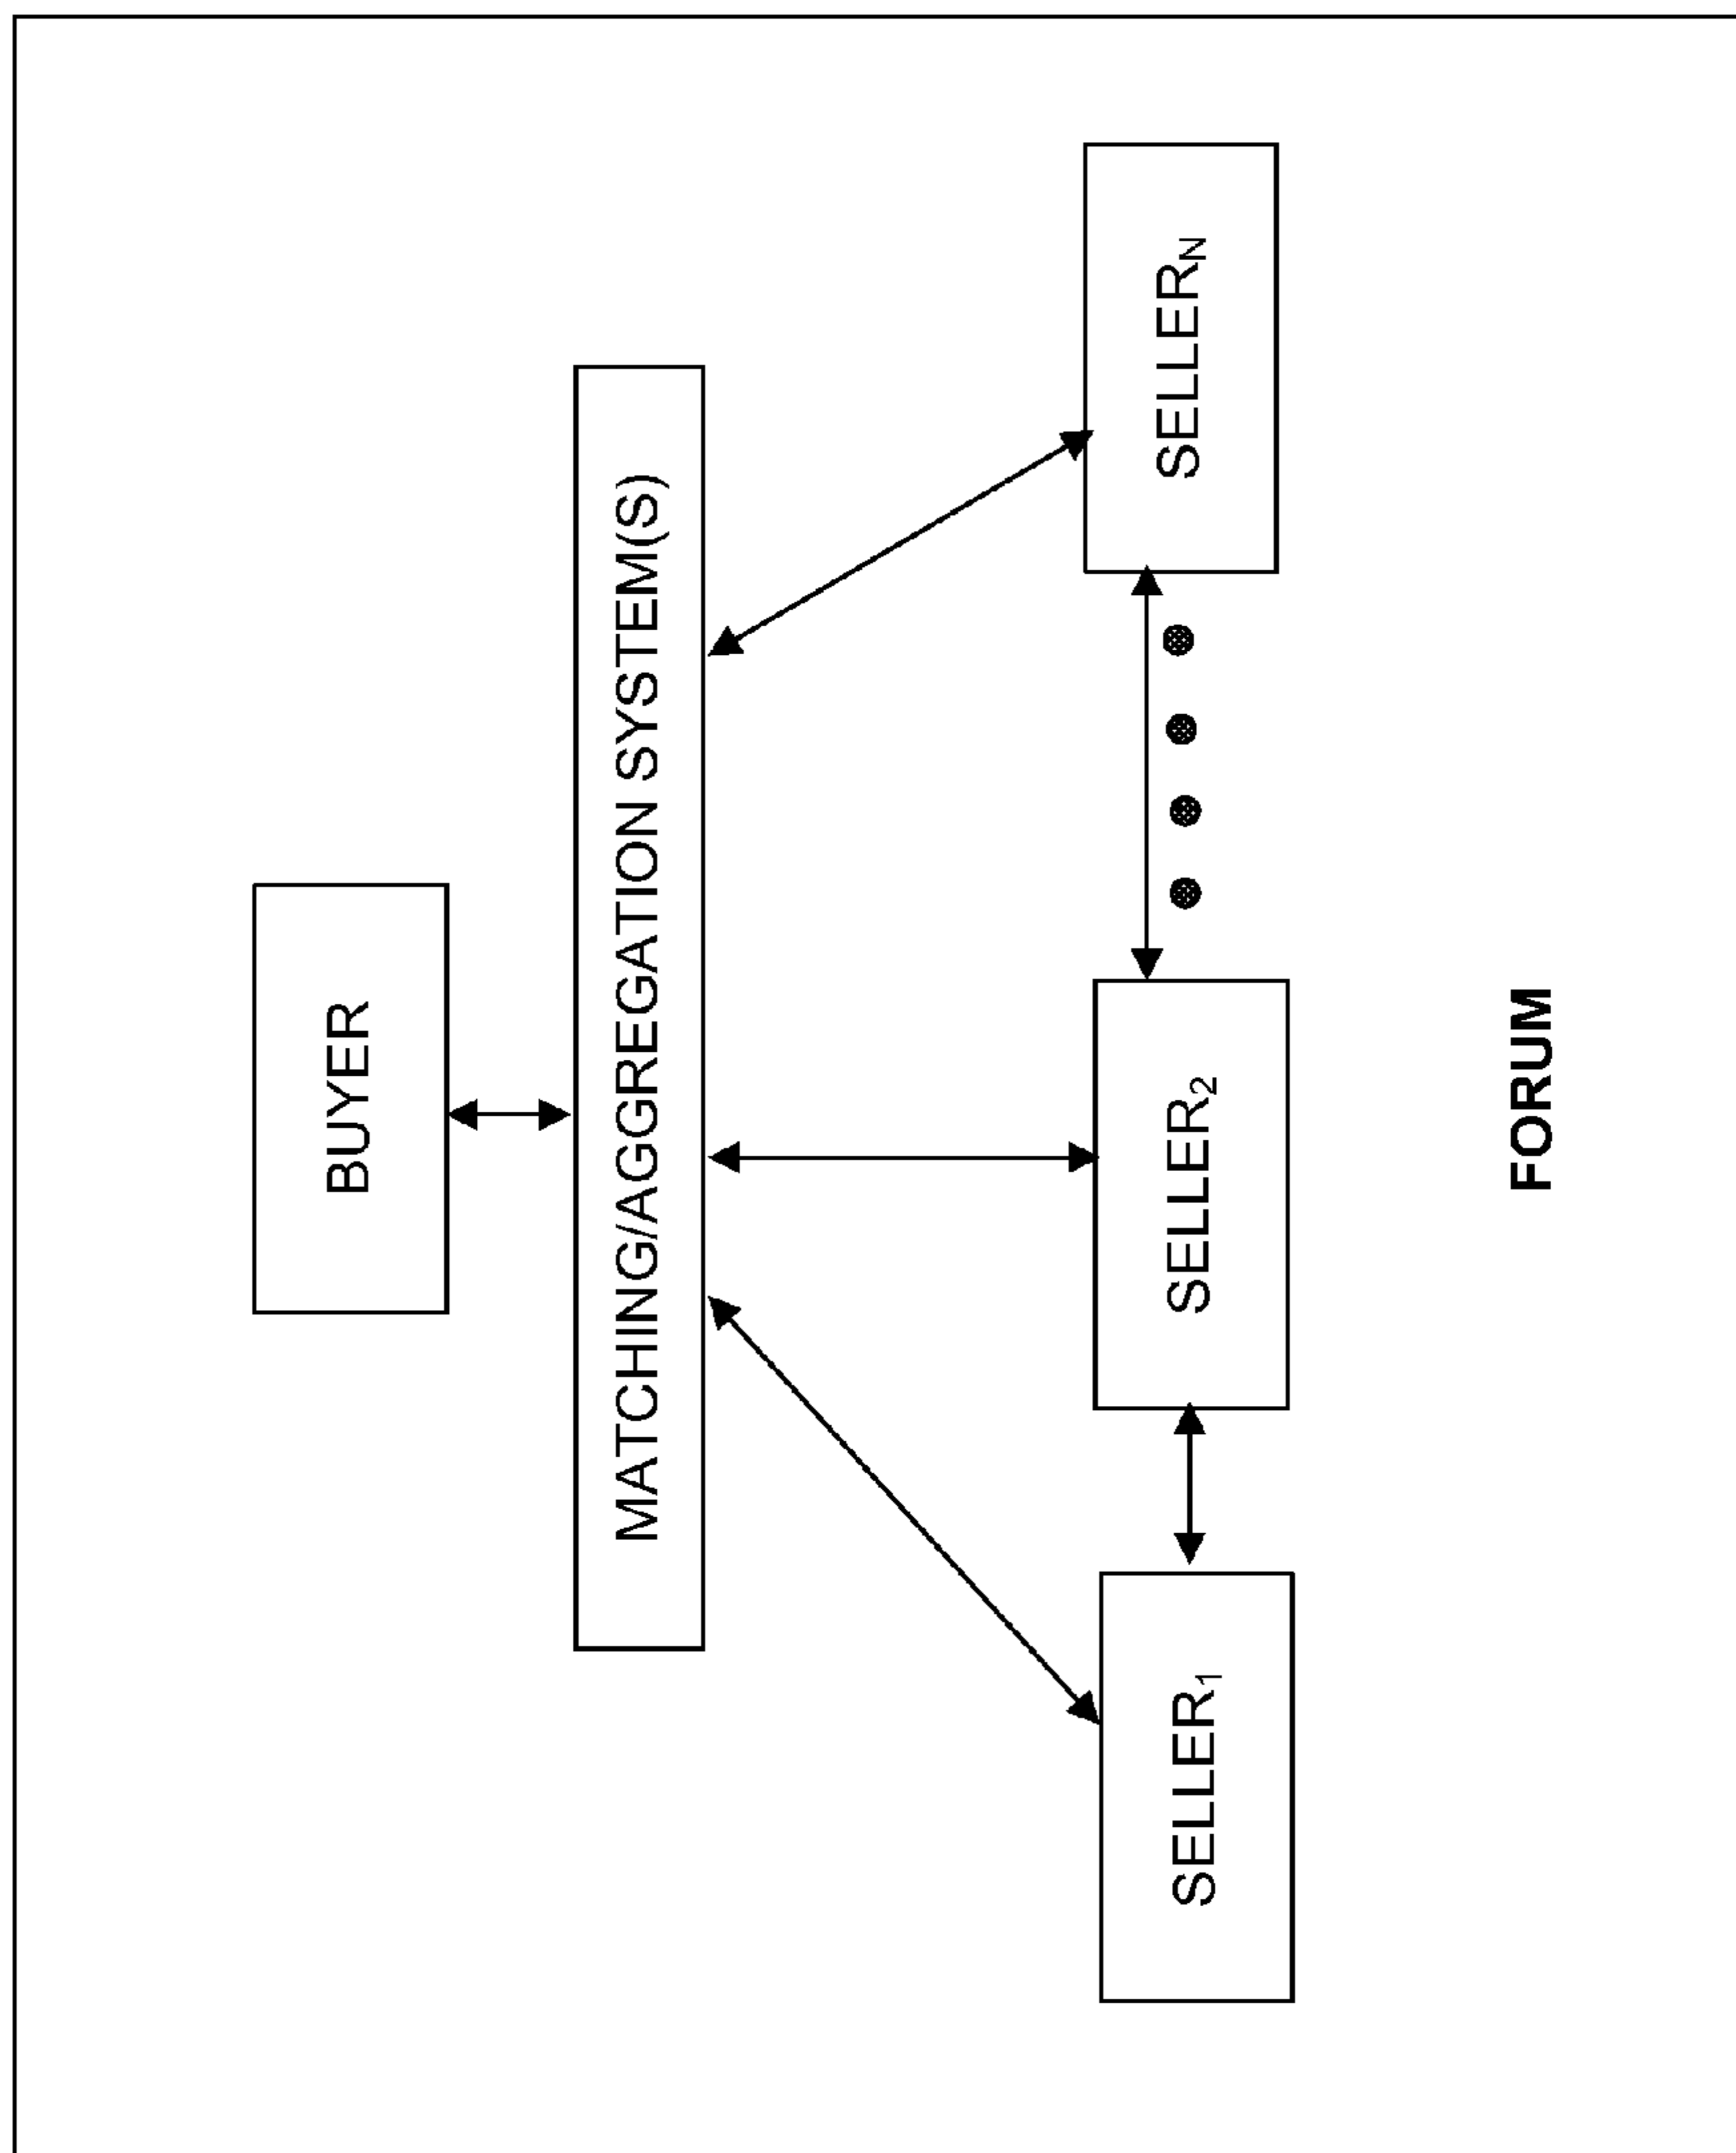 BUYER
MATCHING/AGGREGATION SYSTEM(S)
SELLER₁
SELLER₂
SELLERN
FORUM